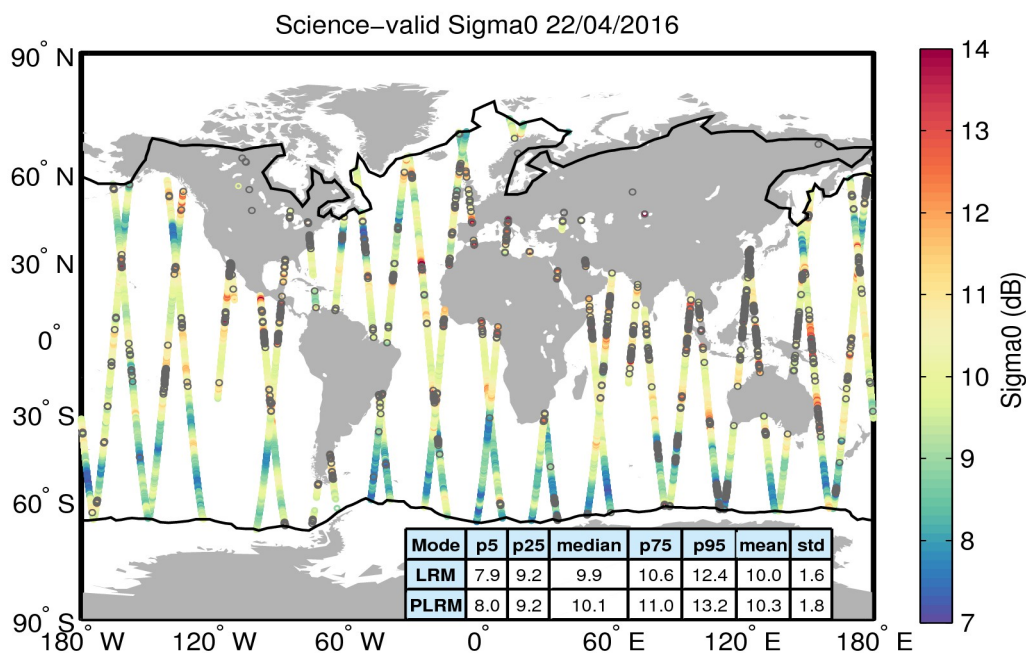 Science−valid Sigma0 22/04/2016
90° N
60° N
30° N
0°
30° S
60° S
90° S
180° W
120° W
60° W
0°
60° E
120° E
180° E
14
13
12
11
10
9
8
7
Sigma0 (dB)
Mode p5 p25 median p75 p95 mean std
LRM 7.9 9.2 9.9 10.6 12.4 10.0 1.6
PLRM 8.0 9.2 10.1 11.0 13.2 10.3 1.8